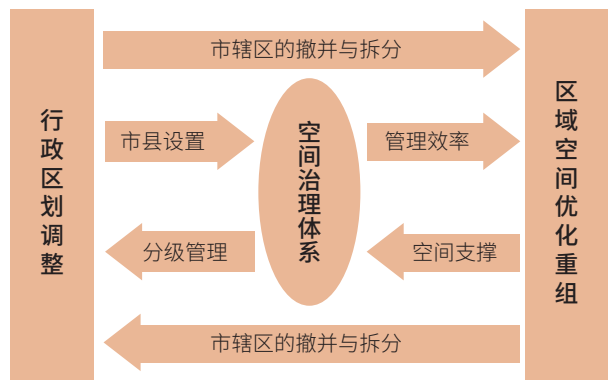 行政区划调整
市辖区的撤并与拆分
市县设置
空间治理体系
管理效率
分级管理
空间支撑
市辖区的撤并与拆分
区域空间优化重组